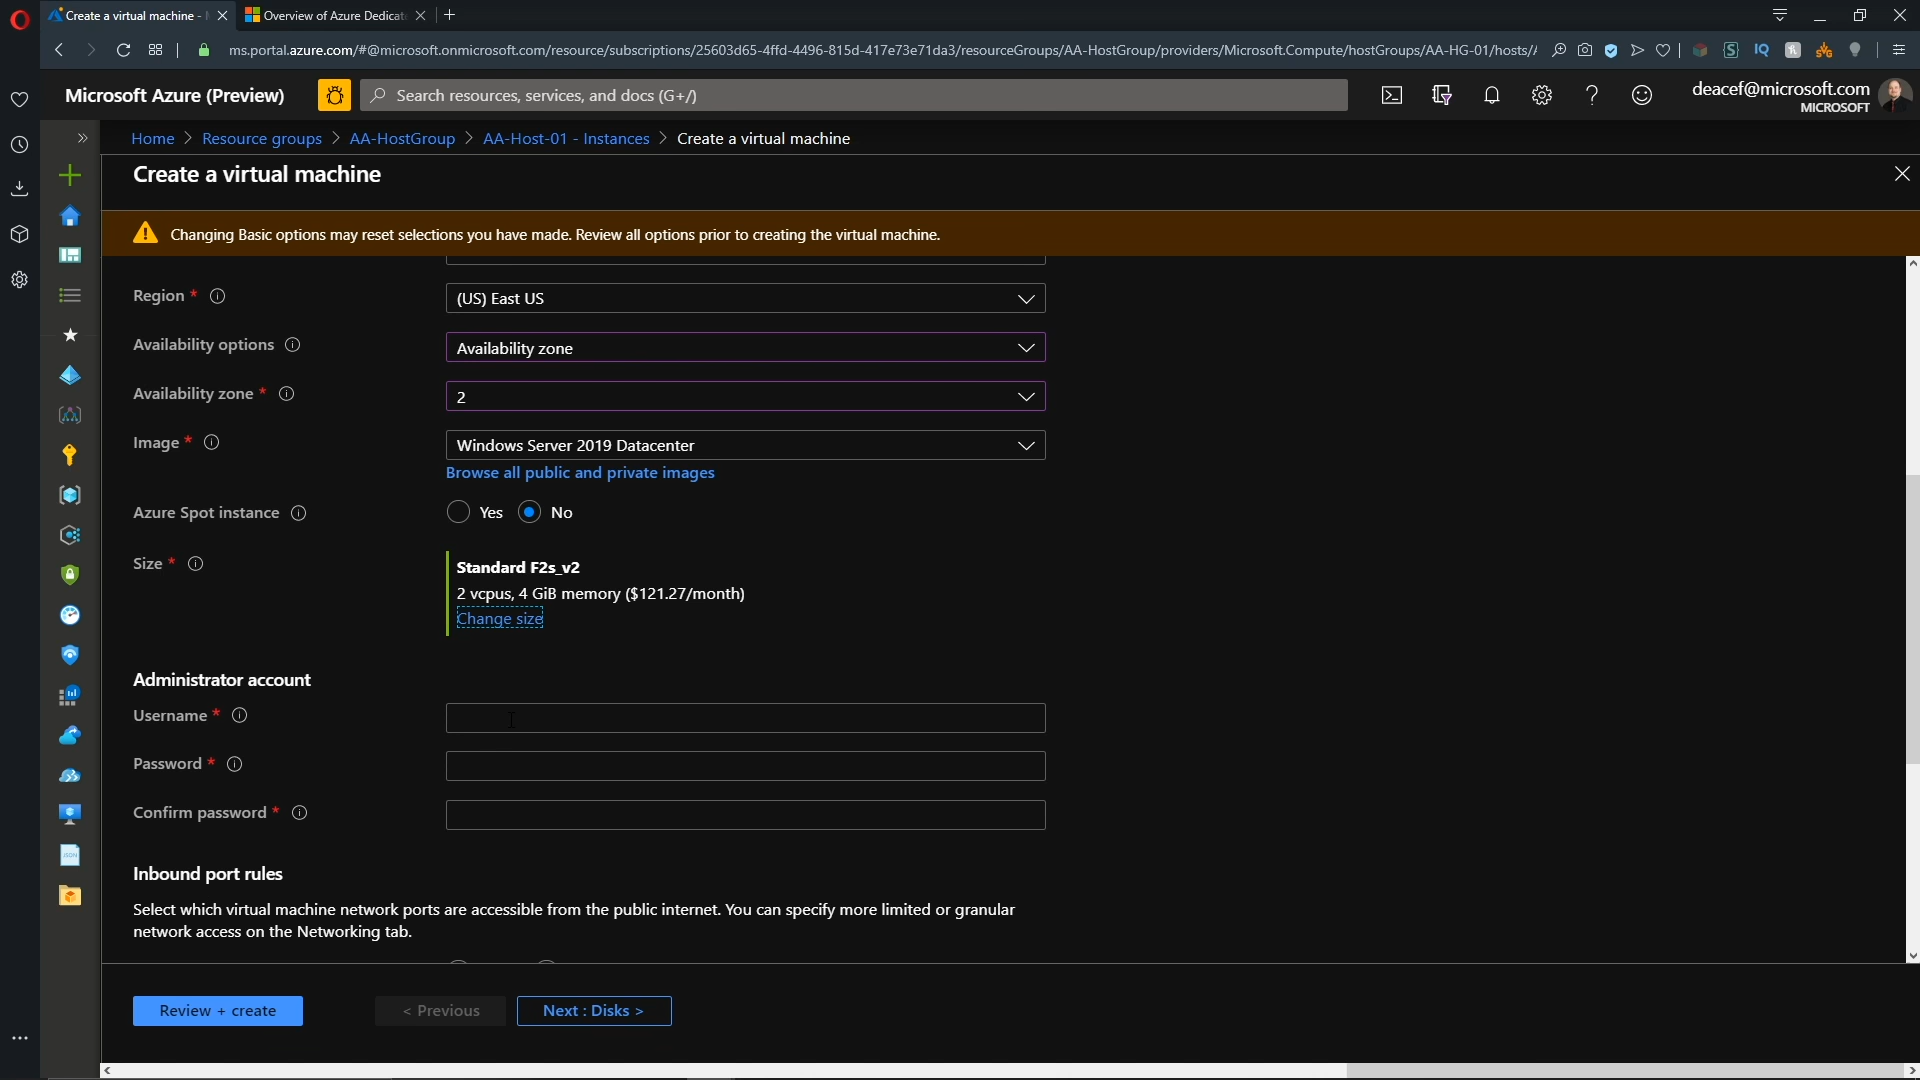 Create a virtual machine -
Overview of Azure Dedicat
ms.portal.azure.com/#@microsoft.onmicrosoft.com/resource/subscriptions/25603d65-4ffd-4496-815d-417e73e71da3/resourceGroups/AA-HostGroup/providers/Microsoft.Compute/hostGroups/AA-HG-01/hosts/
Microsoft Azure (Preview)
Search resources, services, and docs (G+/)
deacef@microsoft.com
MICROSOFT
Home > Resource groups > AA-HostGroup > AA-Host-01 - Instances > Create a virtual machine
Create a virtual machine
Changing Basic options may reset selections you have made. Review all options prior to creating the virtual machine.
Region *
(US) East US
Availability options
Availability zone
Availability zone *
2
Image *
Windows Server 2019 Datacenter
Browse all public and private images
Azure Spot instance
Yes No
Size *
Standard F2s_v2
2 vcpus, 4 GiB memory ($121.27/month)
Change size
Administrator account
Username *
Password *
Confirm password *
Inbound port rules
Select which virtual machine network ports are accessible from the public internet. You can specify more limited or granular
network access on the Networking tab.
Review + create
< Previous
Next : Disks >